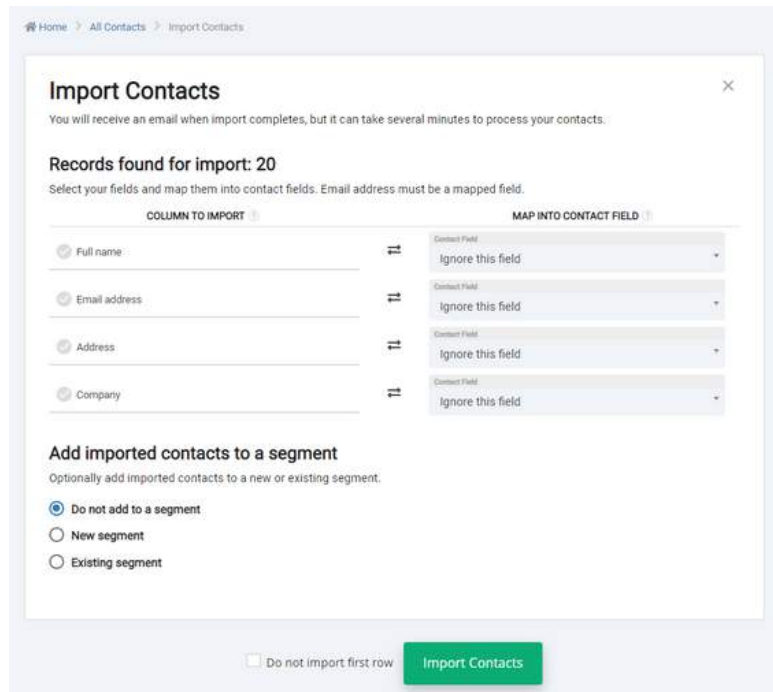 Home > All Contacts > Import Contacts
Import Contacts
You will receive an email when import completes, but it can take several minutes to process your contacts.
Records found for import: 20
Select your fields and map them into contact fields. Email address must be a mapped field.
COLUMN TO IMPORT ? MAP INTO CONTACT FIELD ?
Contact Field
Full name Ignore this field
Contact Field
Email address Ignore this field
Contact Field
Address Ignore this field
Contact Field
Company Ignore this field
Add imported contacts to a segment
Optionally add imported contacts to a new or existing segment.
Do not add to a segment
New segment
Existing segment
Do not import first row Import Contacts